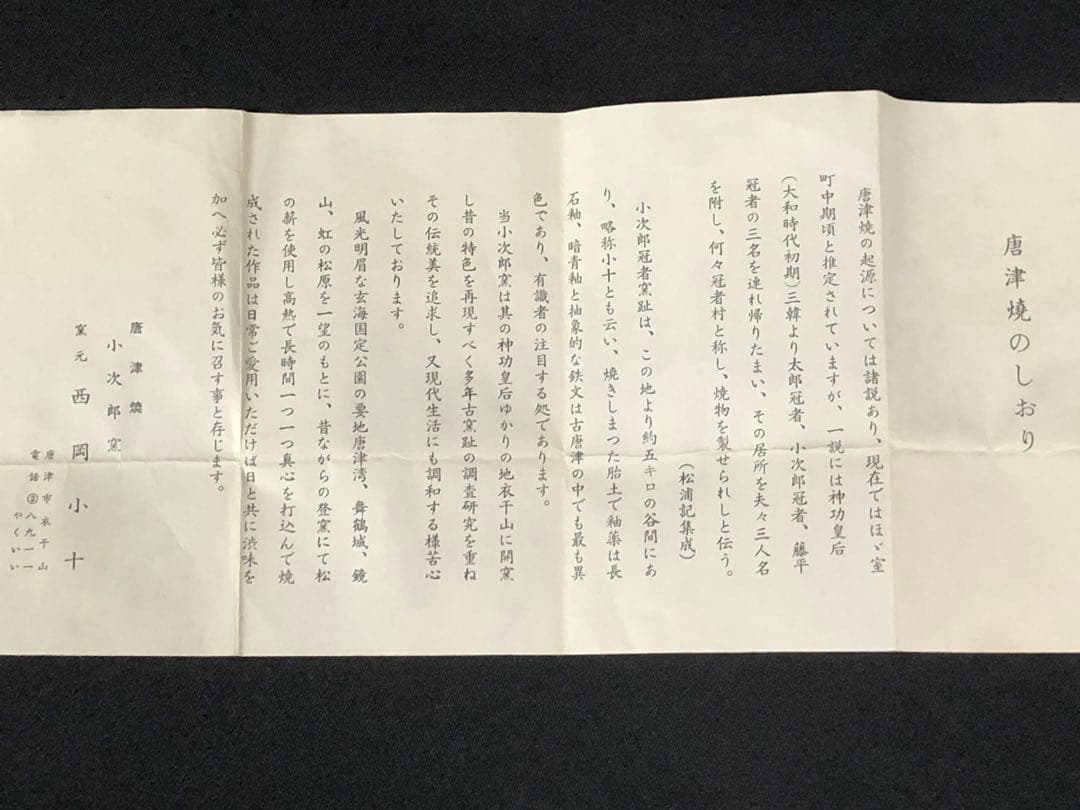 唐津燒のしおり
唐津焼の起源については諸説あり、現在ではほゞ室
町中期頃と推定されていますが、一説には神功皇后
(大和時代初期)三韓より太郎冠者、小次郎冠者、藤平
冠者の三名を連れ帰りたまい、その居所を夫々三人名
を附し、何々冠者村と称し、焼物を製せられしと伝う。
(松浦記集成)
小次郎冠者窯趾は、この地より約五キロの谷間にあ
り、略称小十とも云い、焼きしまつた胎土で釉薬は長
石釉、暗青釉と抽象的な鉄文は古唐津の中でも最も異
色であり、有識者の注目する処であります。
当小次郎窯は其の神功皇后ゆかりの地衣干山に開窯
し昔の特色を再現すべく多年古窯趾の調査研究を重ね
その伝統美を追求し、又現代生活にも調和する様苦心
いたしております。
風光明眉な玄海国定公園の要地唐津湾、舞鶴城、鏡
山、虹の松原を一望のもとに、昔ながらの登窯にて松
の薪を使用し高熱で長時間一つ一つ真心を打込んで焼
成された作品は日常ご愛用いただけば日と共に渋味を
加へ必ず皆様のお気に召す事と存じます。
唐津燒
小次郎窯
窯元 西岡小十
唐津市衣干山
電話②八九一一
やくいい